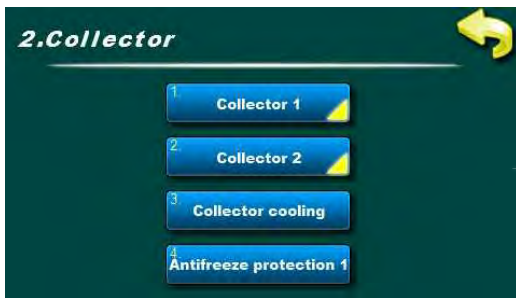 2.Collector
1.
Collector 1
2.
Collector 2
3.
Collector cooling
4.
Antifreeze protection 1